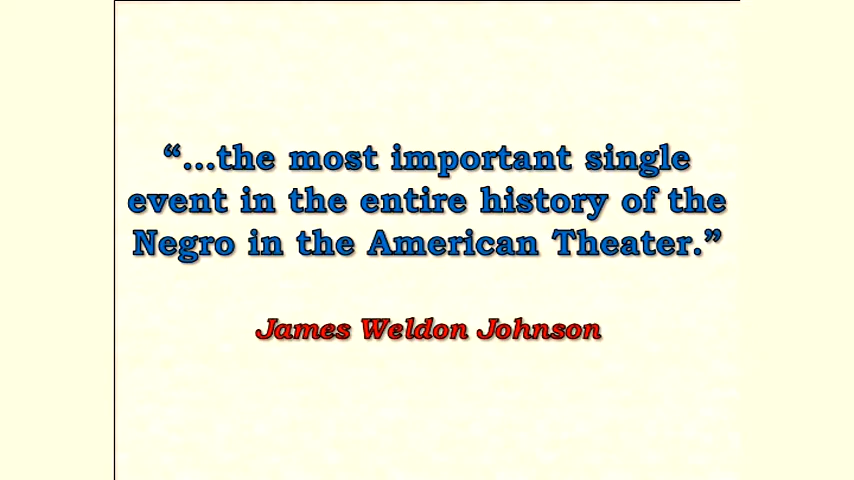 “...the most important single
event in the entire history of the
Negro in the American Theater.”
James Weldon Johnson